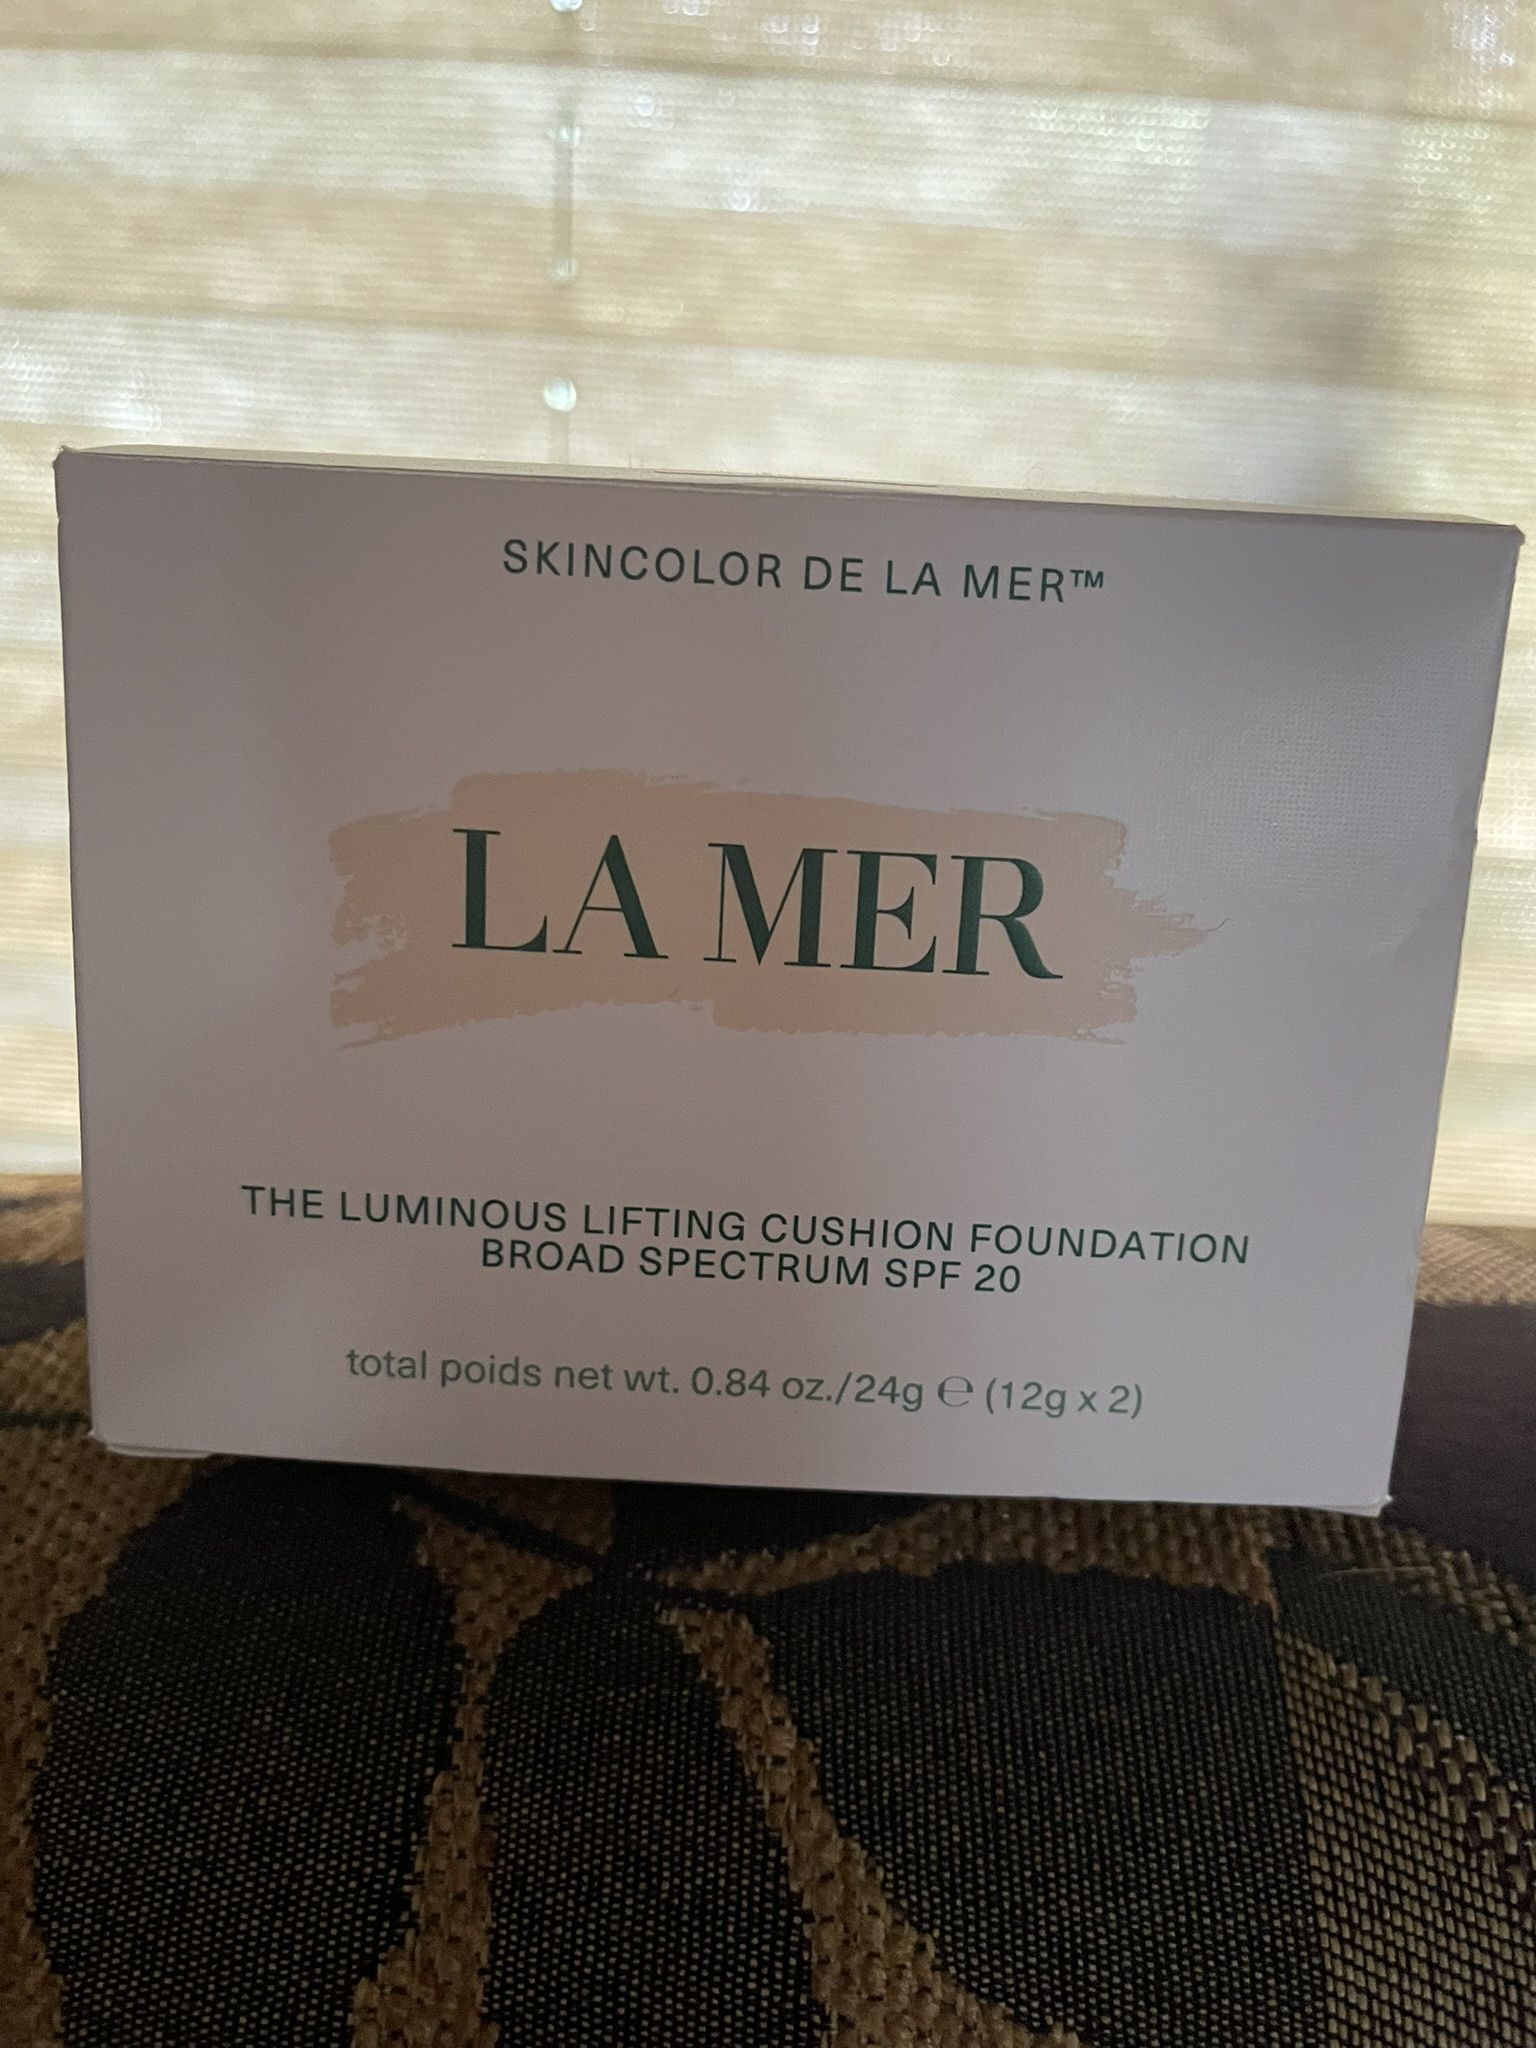 SKINCOLOR DE LA MER™
LA MER
THE LUMINOUS LIFTING CUSHION FOUNDATION
BROAD SPECTRUM SPF 20
total poids net wt. 0.84 oz./24g ℮ (12g x 2)